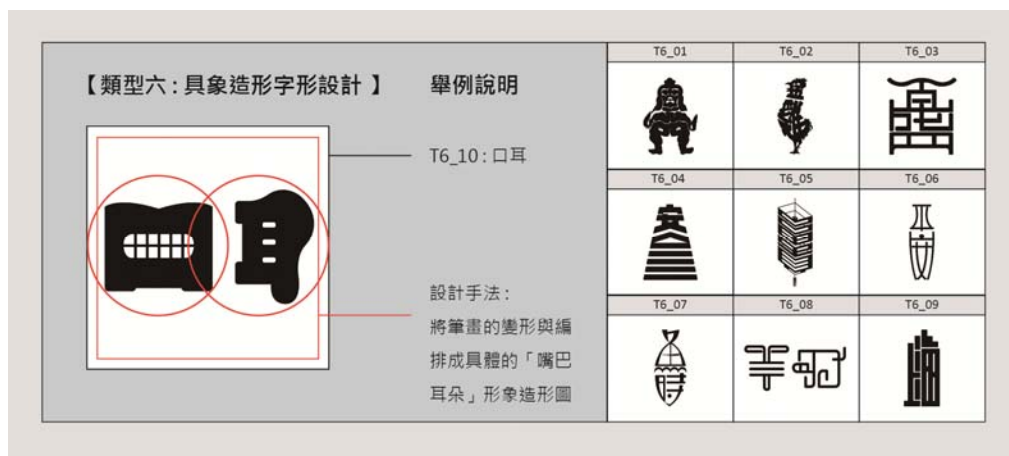 【類型六：具象造形字形設計】 舉例說明
T6_10：口耳
口耳
設計手法：
將筆畫的變形與編
排成具體的「嘴巴
耳朵」形象造形圖
T6_01 T6_02 T6_03
T6_04 T6_05 T6_06
安
T6_07 T6_08 T6_09